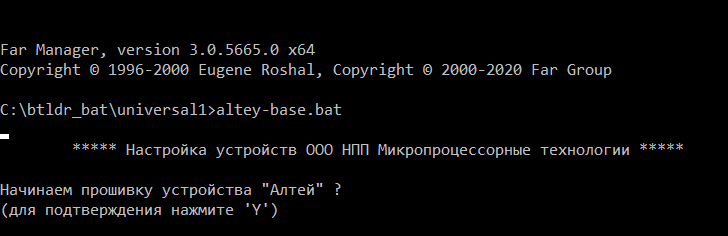 Far Manager, version 3.0.5665.0 x64
Copyright © 1996-2000 Eugene Roshal, Copyright © 2000-2020 Far Group
C:\btldr_bat\universal1>altey-base.bat
***** Настройка устройств ООО НПП Микропроцессорные технологии *****
Начинаем прошивку устройства "Алтей" ?
(для подтверждения нажмите 'Y')